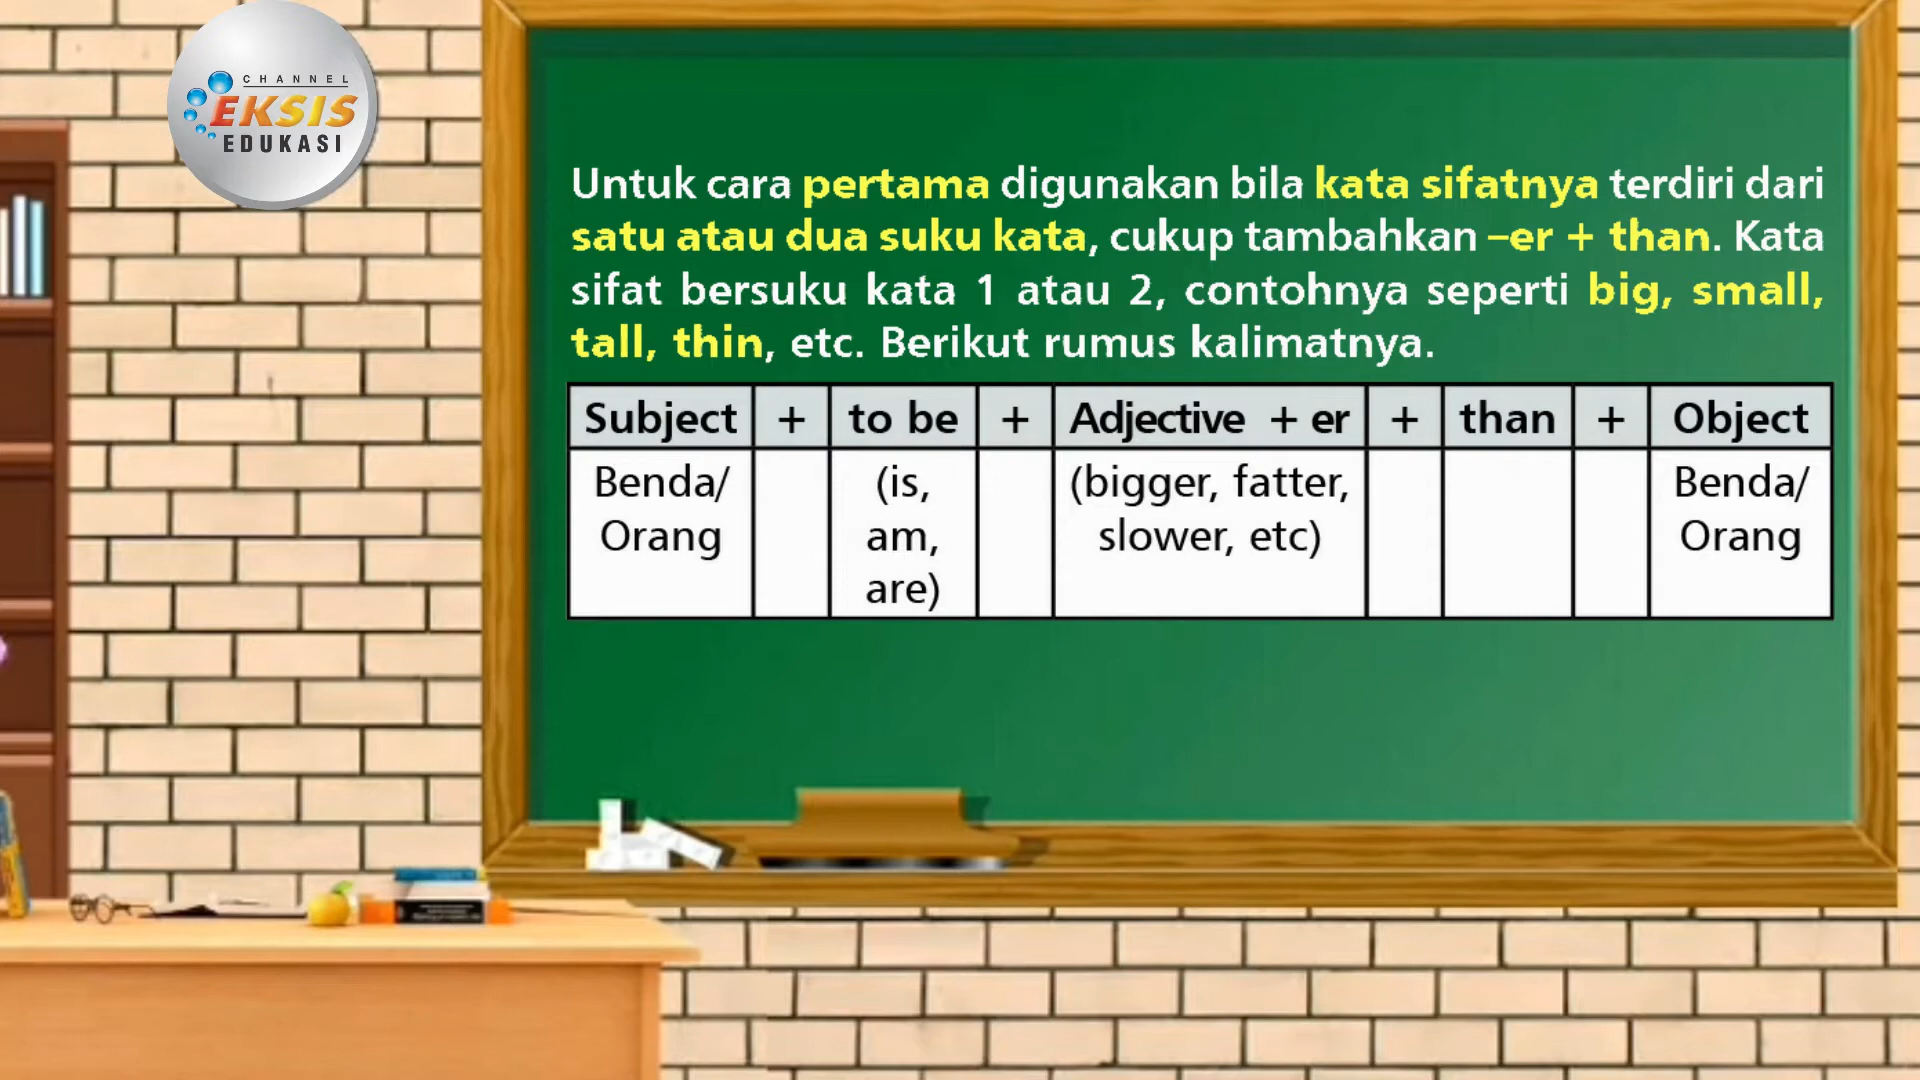 CHANNEL
EKSIS
EDUKASI
Untuk cara pertama digunakan bila kata sifatnya terdiri dari
satu atau dua suku kata, cukup tambahkan –er + than. Kata
sifat bersuku kata 1 atau 2, contohnya seperti big, small,
tall, thin, etc. Berikut rumus kalimatnya.
Subject + to be + Adjective + er + than + Object
Benda/ (is, (bigger, fatter, Benda/
Orang am, slower, etc) Orang
are)